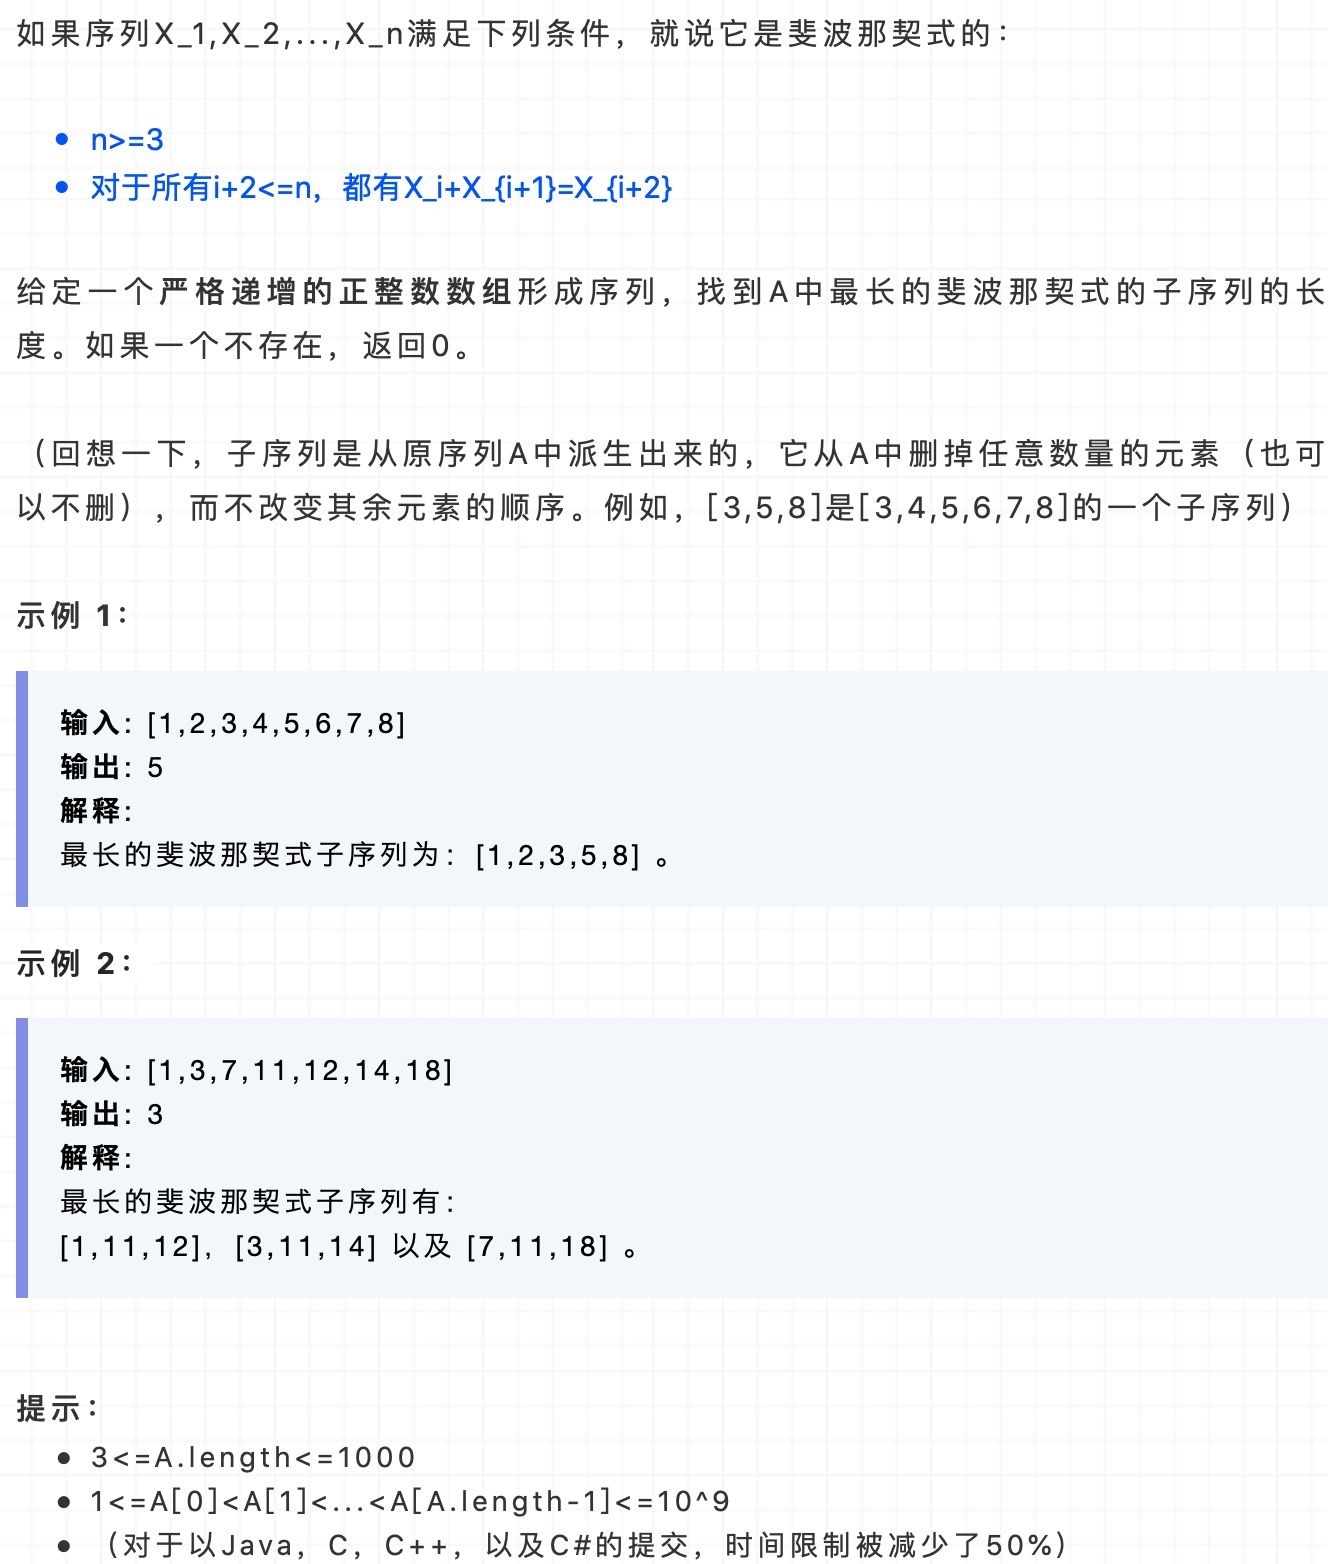 如果序列X_1,X_2,...,X_n满足下列条件，就说它是斐波那契式的：
• n>=3
• 对于所有i+2<=n，都有X_i+X_{i+1}=X_{i+2}
给定一个严格递增的正整数数组形成序列，找到A中最长的斐波那契式的子序列的长
度。如果一个不存在，返回0。
（回想一下，子序列是从原序列A中派生出来的，它从A中删掉任意数量的元素（也可
以不删），而不改变其余元素的顺序。例如，[3,5,8]是[3,4,5,6,7,8]的一个子序列）
示例 1：
输入：[1,2,3,4,5,6,7,8]
输出：5
解释：
最长的斐波那契式子序列为：[1,2,3,5,8] 。
示例 2：
输入：[1,3,7,11,12,14,18]
输出：3
解释：
最长的斐波那契式子序列有：
[1,11,12]，[3,11,14] 以及 [7,11,18] 。
提示：
• 3<=A.length<=1000
• 1<=A[0]<A[1]<...<A[A.length-1]<=10^9
• （对于以Java，C，C++，以及C#的提交，时间限制被减少了50%）